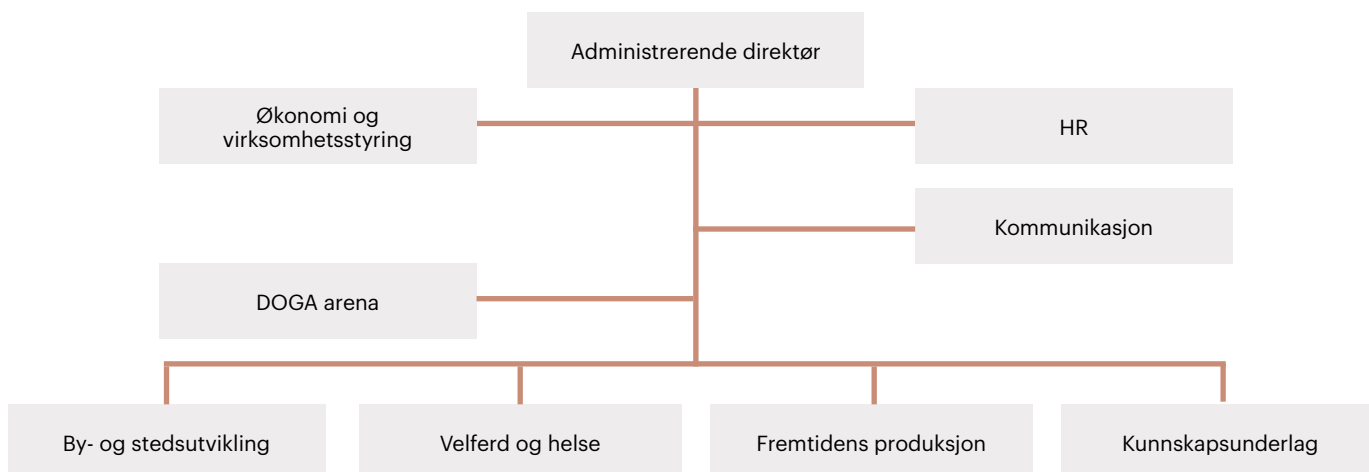 Administrerende direktør
Økonomi og
virksomhetsstyring
HR
Kommunikasjon
DOGA arena
By- og stedsutvikling
Velferd og helse
Fremtidens produksjon
Kunnskapsunderlag